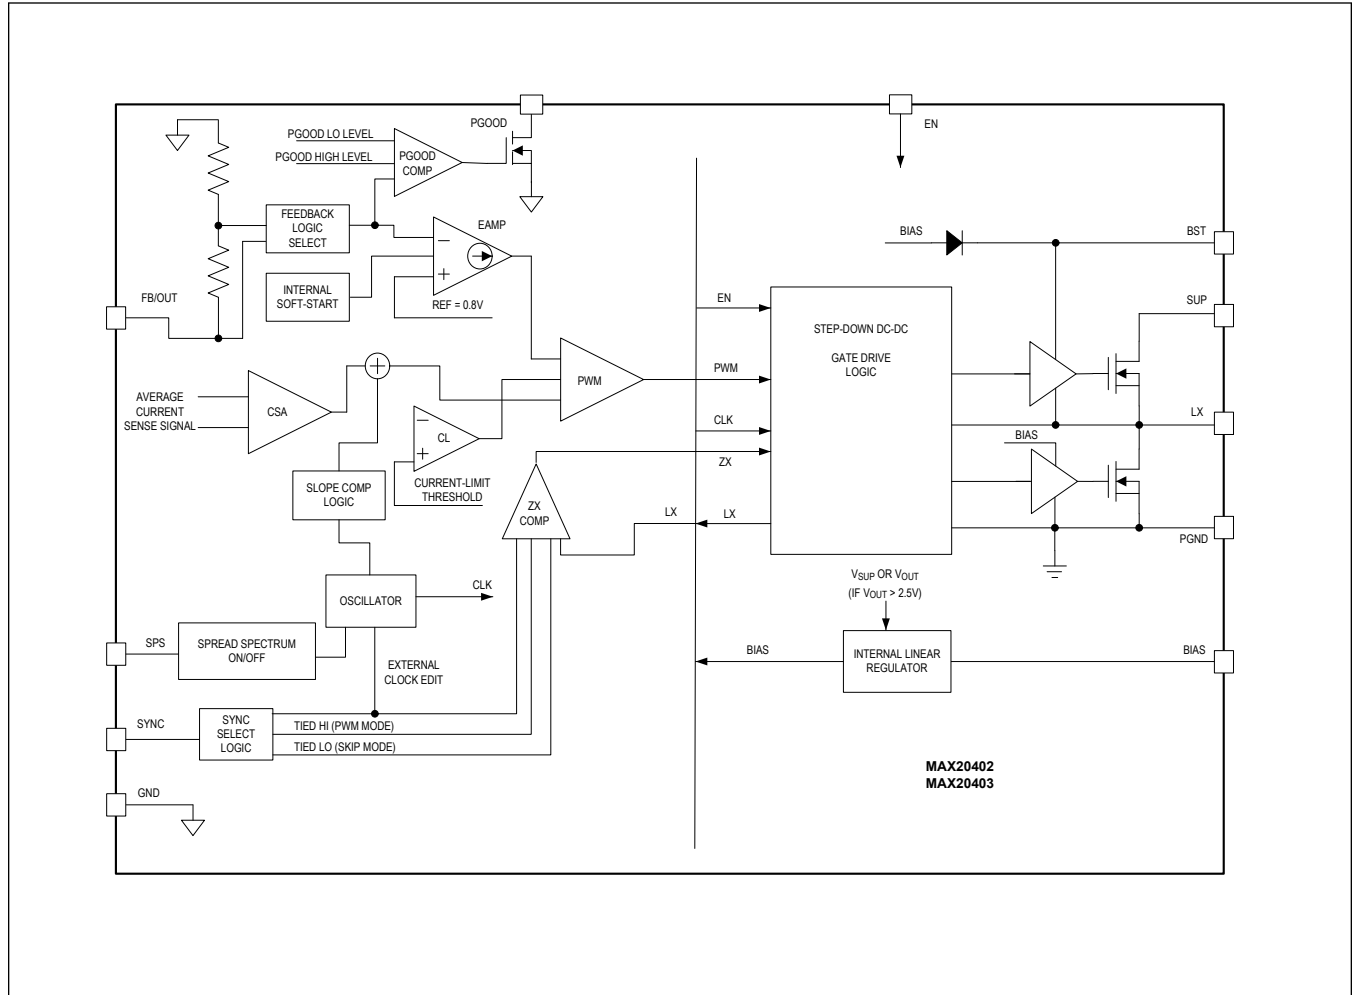 PGOOD
EN
PGOOD LO LEVEL
PGOOD HIGH LEVEL
PGOOD
COMP
FEEDBACK
LOGIC
SELECT
EAMP
−
+
INTERNAL
SOFT-START
REF = 0.8V
FB/OUT
BIAS
BST
SUP
EN
STEP-DOWN DC-DC
GATE DRIVE
LOGIC
PWM
PWM
AVERAGE
CURRENT
SENSE SIGNAL
CSA
+
−
CL
+
CURRENT-LIMIT
THRESHOLD
CLK
ZX
LX
BIAS
SLOPE COMP
LOGIC
ZX
COMP
LX
LX
PGND
OSCILLATOR
CLK
VSUP OR VOUT
(IF VOUT > 2.5V)
SPS
SPREAD SPECTRUM
ON/OFF
EXTERNAL
CLOCK EDIT
BIAS
INTERNAL LINEAR
REGULATOR
BIAS
SYNC
SYNC
SELECT
LOGIC
TIED HI (PWM MODE)
TIED LO (SKIP MODE)
GND
MAX20402
MAX20403